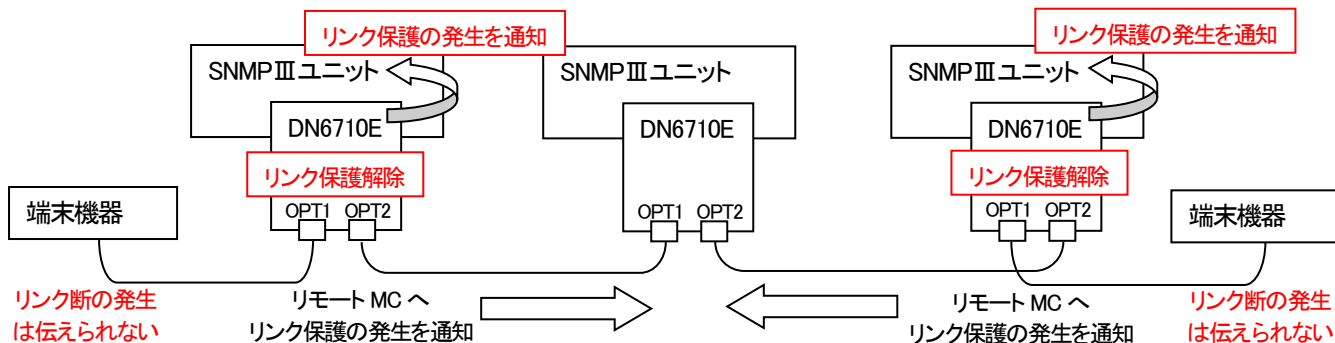 リンク保護の発生を通知
リンク保護の発生を通知
SNMPⅢユニット
SNMPⅢユニット
SNMPⅢユニット
DN6710E
DN6710E
DN6710E
リンク保護解除
リンク保護解除
端末機器
OPT1 OPT2
OPT1 OPT2
OPT1 OPT2
端末機器
リンク断の発生
は伝えられない
リモート MC へ
リンク保護の発生を通知
リモート MC へ
リンク保護の発生を通知
リンク断の発生
は伝えられない